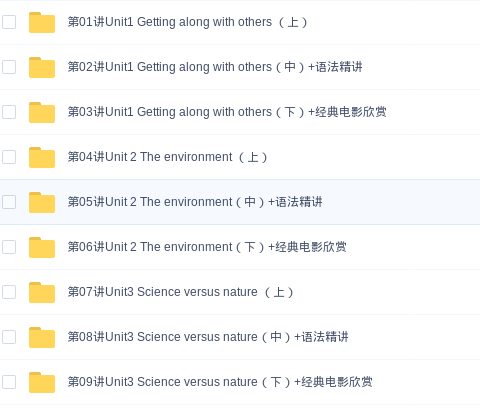 第01讲Unit1 Getting along with others（上）
第02讲Unit1 Getting along with others（中）+语法精讲
第03讲Unit1 Getting along with others（下）+经典电影欣赏
第04讲Unit 2 The environment（上）
第05讲Unit 2 The environment（中）+语法精讲
第06讲Unit 2 The environment（下）+经典电影欣赏
第07讲Unit3 Science versus nature（上）
第08讲Unit3 Science versus nature（中）+语法精讲
第09讲Unit3 Science versus nature（下）+经典电影欣赏